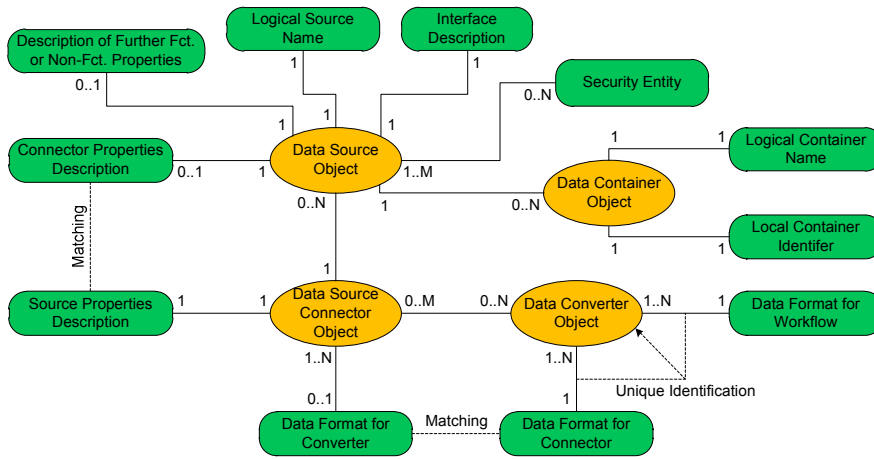 Description of Further Fct.
or Non-Fct. Properties
Logical Source
Name
Interface
Description
Security Entity
0..1
1
1
0..N
1
1
1
Connector Properties
Description
0..1
1
Data Source
Object
1..M
1
1
Logical Container
Name
0..N
1
0..N
Data Container
Object
Matching
1
1
Local Container
Identifer
1
Source Properties
Description
1
1
Data Source
Connector
Object
0..M
0..N
Data Converter
Object
1..N
1
Data Format for
Workflow
1..N
1..N
Unique Identification
0..1
1
Data Format for
Converter
Matching
Data Format for
Connector